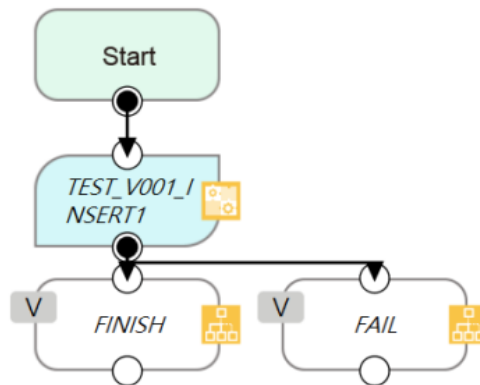 Start
TEST_V001_I
NSERT1
V
FINISH
V
FAIL